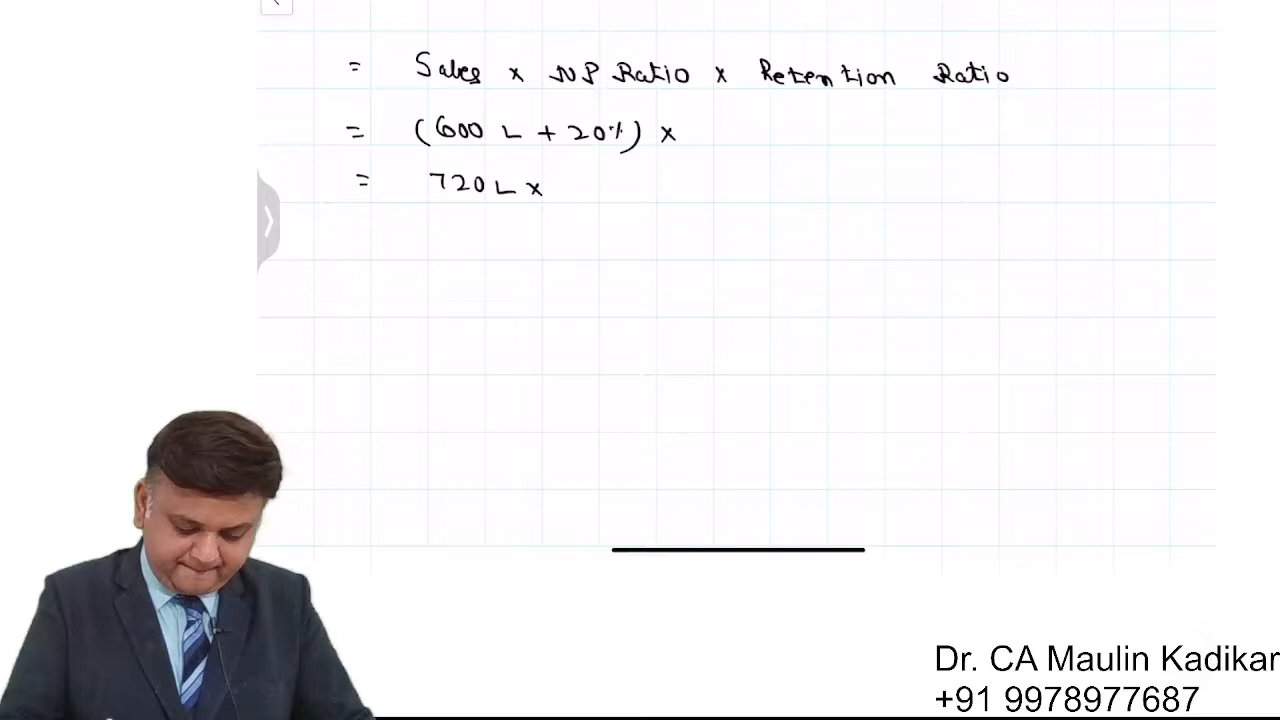 = Sales x NP Ratio x Retention Ratio
= (600 L + 20%) x
= 720 L x
Dr. CA Maulin Kadikar
+91 9978977687